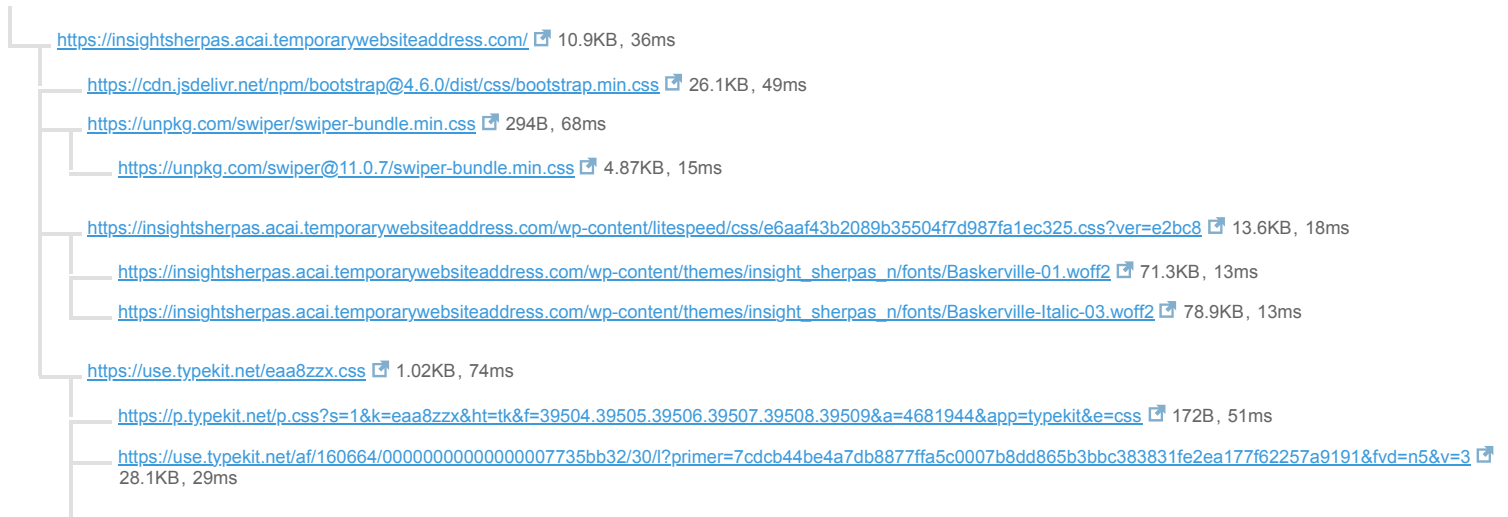 https://insightsherpas.acai.temporarywebsiteaddress.com/ 10.9KB, 36ms
https://cdn.jsdelivr.net/npm/bootstrap@4.6.0/dist/css/bootstrap.min.css 26.1KB, 49ms
https://unpkg.com/swiper/swiper-bundle.min.css 294B, 68ms
https://unpkg.com/swiper@11.0.7/swiper-bundle.min.css 4.87KB, 15ms
https://insightsherpas.acai.temporarywebsiteaddress.com/wp-content/litespeed/css/e6aaf43b2089b35504f7d987fa1ec325.css?ver=e2bc8 13.6KB, 18ms
https://insightsherpas.acai.temporarywebsiteaddress.com/wp-content/themes/insight_sherpas_n/fonts/Baskerville-01.woff2 71.3KB, 13ms
https://insightsherpas.acai.temporarywebsiteaddress.com/wp-content/themes/insight_sherpas_n/fonts/Baskerville-Italic-03.woff2 78.9KB, 13ms
https://use.typekit.net/eaa8zzx.css 1.02KB, 74ms
https://p.typekit.net/p.css?s=1&k=eaa8zzx&ht=tk&f=39504.39505.39506.39507.39508.39509&a=4681944&app=typekit&e=css 172B, 51ms
https://use.typekit.net/af/160664/00000000000000007735bb32/30/l?primer=7cdcb44be4a7db8877ffa5c0007b8dd865b3bbc383831fe2ea177f62257a9191&fvd=n5&v=3
28.1KB, 29ms